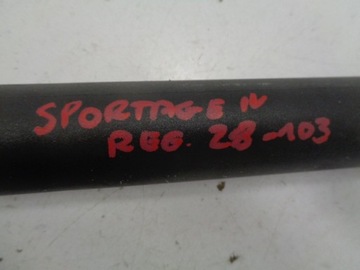 SPORTAGE IV
REG. 28-103